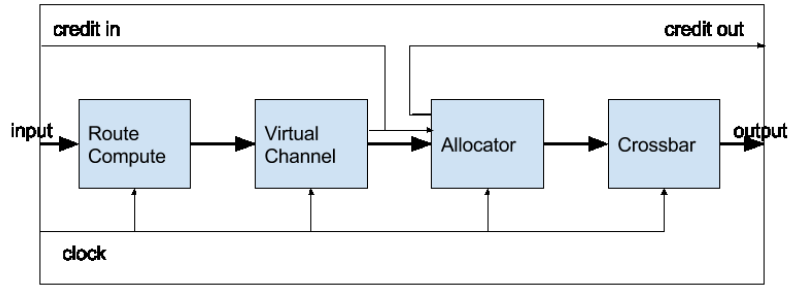 credit in
credit out
input
Route
Compute
Virtual
Channel
Allocator
Crossbar
output
clock